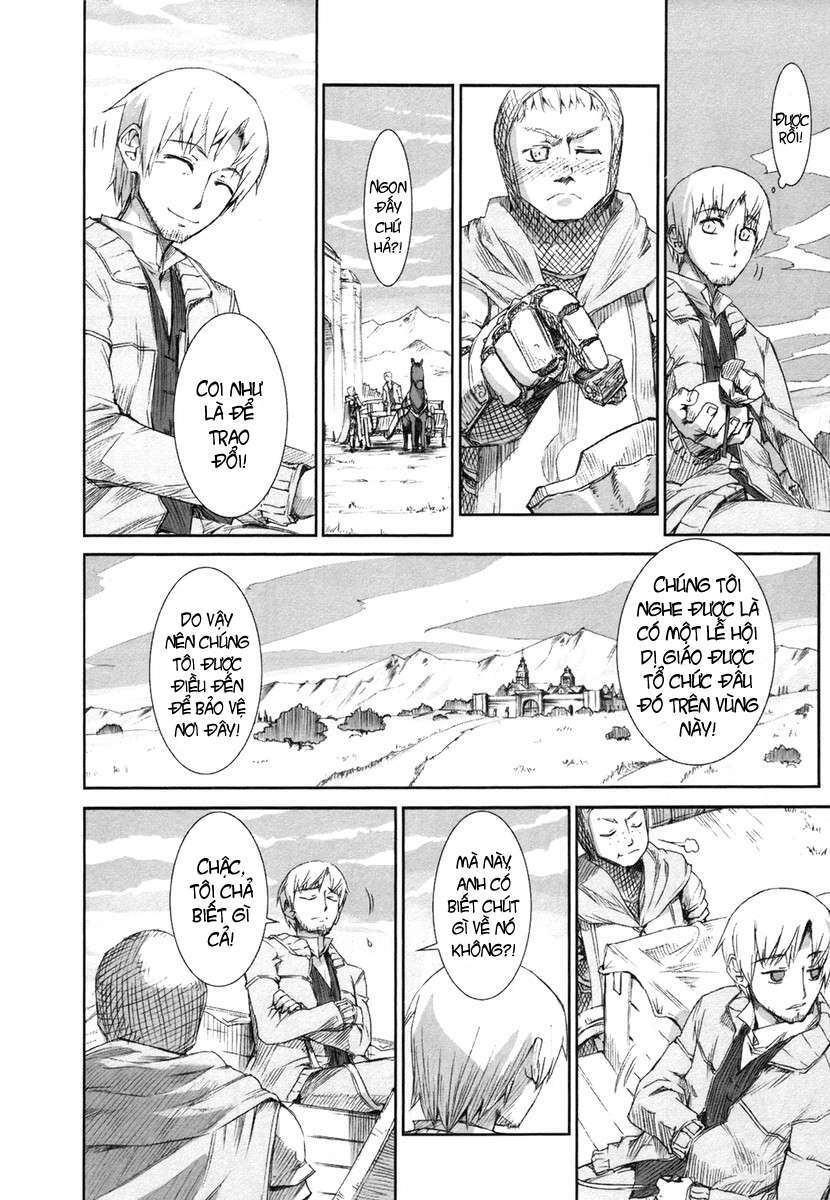 ĐƯỢC
RỒI!
NGON
ĐẤY
CHỨ
HẢ?!
COI NHƯ
LÀ ĐỂ
TRAO
ĐỔI!
CHÚNG TÔI
NGHE ĐƯỢC LÀ
CÓ MỘT LỄ HỘI
DỊ GIÁO ĐƯỢC
TỔ CHỨC ĐÂU
ĐÓ TRÊN VÙNG
NÀY!
DO VẬY
NÊN CHÚNG
TÔI ĐƯỢC
ĐIỀU ĐẾN
ĐỂ BẢO VỆ
NƠI ĐÂY!
MÀ NÀY,
ANH CÓ
BIẾT CHÚT
GÌ VỀ NÓ
KHÔNG?!
CHẬC,
TÔI CHẢ
BIẾT GÌ
CẢ!